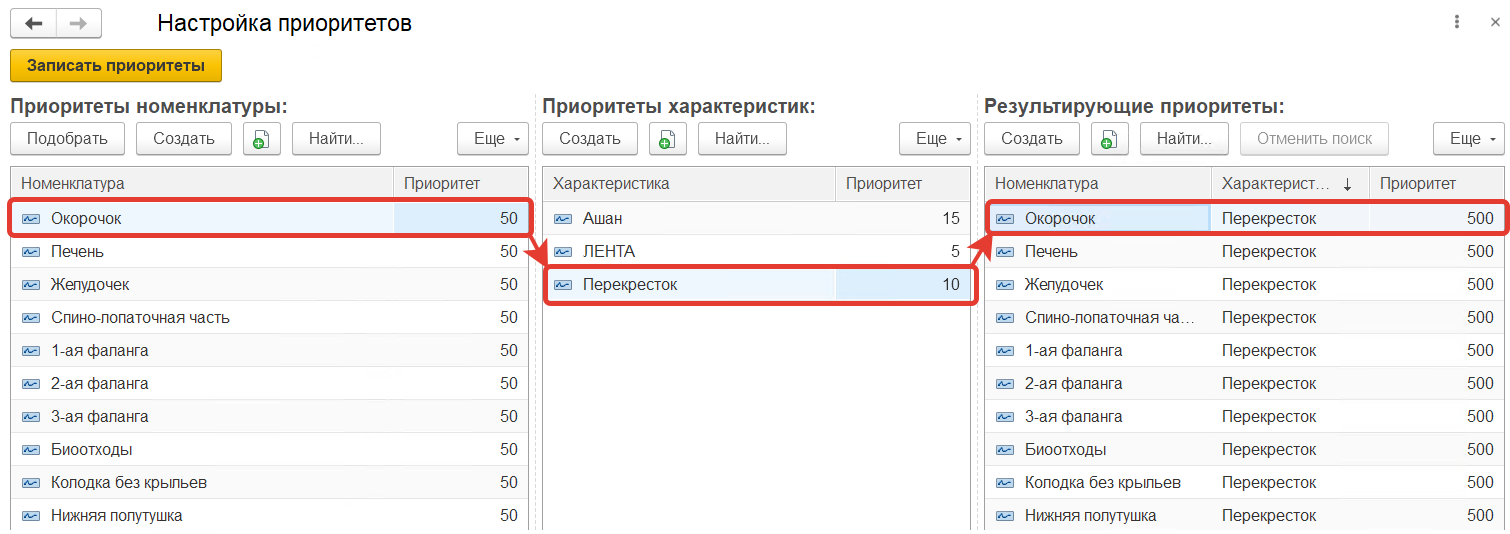 Настройка приоритетов
Записать приоритеты
Приоритеты номенклатуры:
Подобрать Создать Найти... Еще
Номенклатура Приоритет
Окорочок 50
Печень 50
Желудочек 50
Спино-лопаточная часть 50
1-ая фаланга 50
2-ая фаланга 50
3-ая фаланга 50
Биоотходы 50
Колодка без крыльев 50
Нижняя полутушка 50
Приоритеты характеристик:
Создать Найти... Еще
Характеристика Приоритет
Ашан 15
ЛЕНТА 5
Перекресток 10
Результирующие приоритеты:
Создать Найти... Отменить поиск Еще
Номенклатура Характерист... ↓ Приоритет
Окорочок Перекресток 500
Печень Перекресток 500
Желудочек Перекресток 500
Спино-лопаточная ча... Перекресток 500
1-ая фаланга Перекресток 500
2-ая фаланга Перекресток 500
3-ая фаланга Перекресток 500
Биоотходы Перекресток 500
Колодка без крыльев Перекресток 500
Нижняя полутушка Перекресток 500